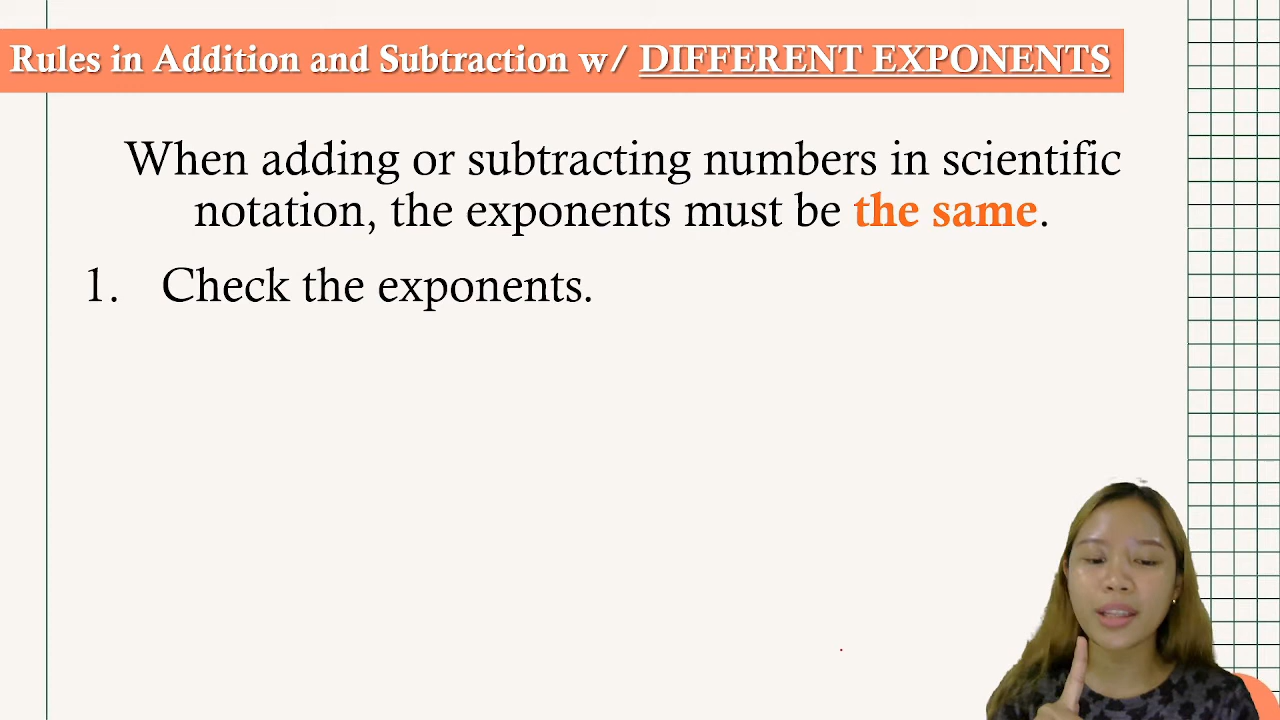 Rules in Addition and Subtraction w/ DIFFERENT EXPONENTS
When adding or subtracting numbers in scientific
notation, the exponents must be the same.
1. Check the exponents.